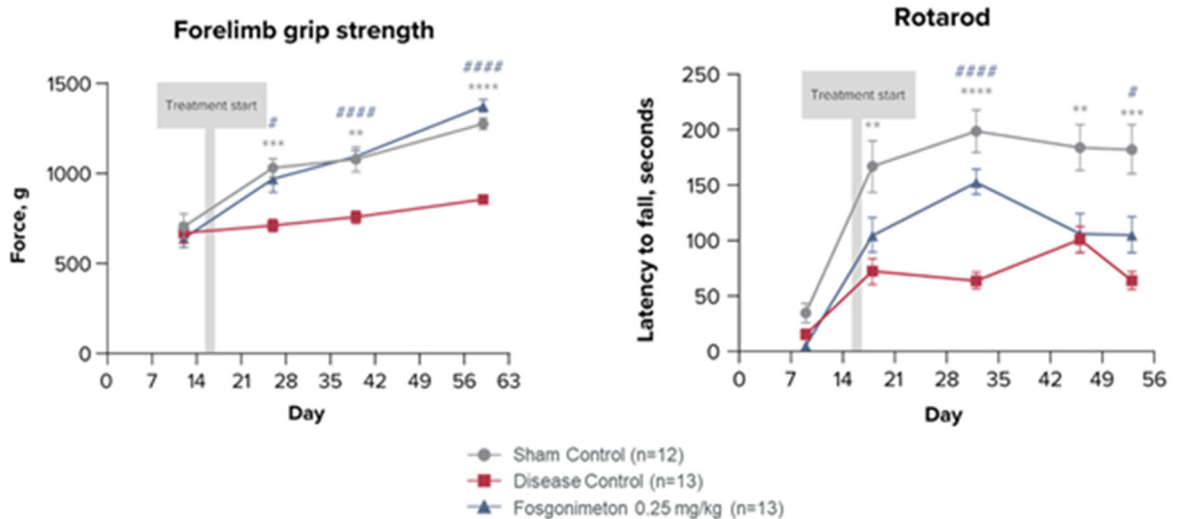 Forelimb grip strength
Force, g
1500
1000
500
0
Treatment start
#
***
####
**
####
****
0 7 14 21 28 35 42 49 56 63
Day
Rotarod
Latency to fall, seconds
250
200
150
100
50
0
Treatment start
**
####
****
**
#
***
0 7 14 21 28 35 42 49 56
Day
Sham Control (n=12)
Disease Control (n=13)
Fosgonimeton 0.25 mg/kg (n=13)